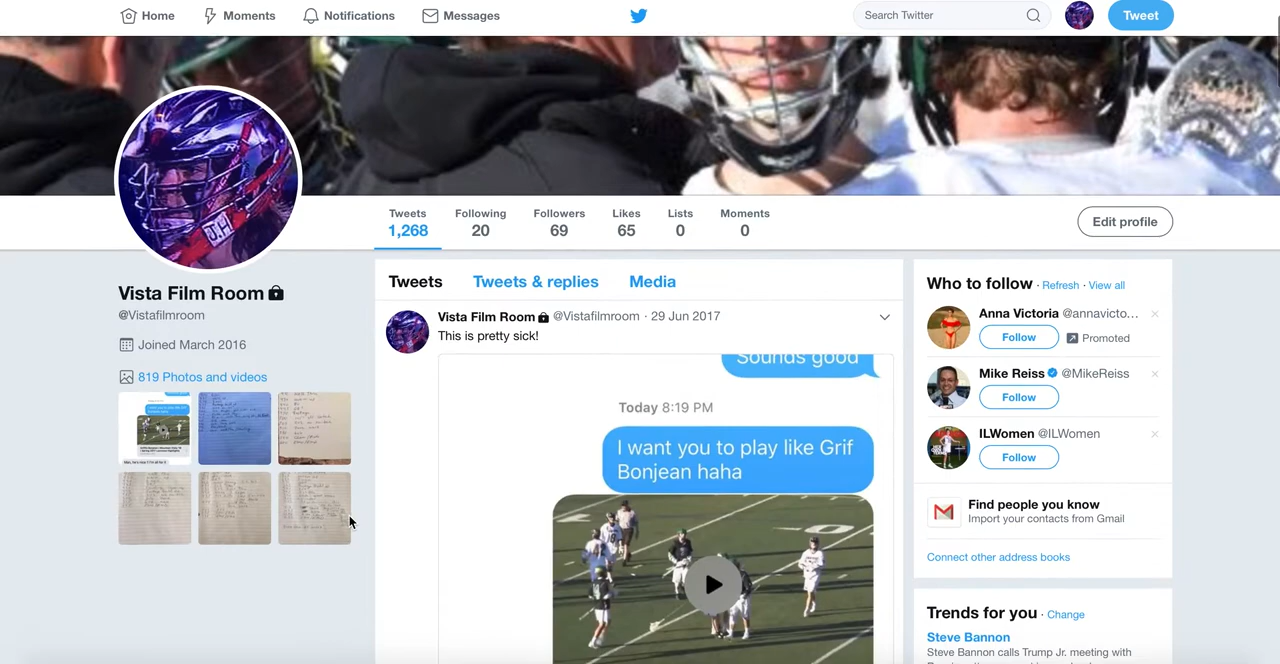 Home Moments Notifications Messages Search Twitter Tweet
Tweets Following Followers Likes Lists Moments
1,268 20 69 65 0 0
Edit profile
Vista Film Room
@Vistafilmroom
Joined March 2016
819 Photos and videos
Tweets Tweets & replies Media
Vista Film Room @Vistafilmroom · 29 Jun 2017
This is pretty sick!
Sounds good
Today 8:19 PM
I want you to play like Grif
Bonjean haha
Who to follow · Refresh · View all
Anna Victoria @annavicto...
Follow Promoted
Mike Reiss @MikeReiss
Follow
ILWomen @ILWomen
Follow
Find people you know
Import your contacts from Gmail
Connect other address books
Trends for you · Change
Steve Bannon
Steve Bannon calls Trump Jr. meeting with